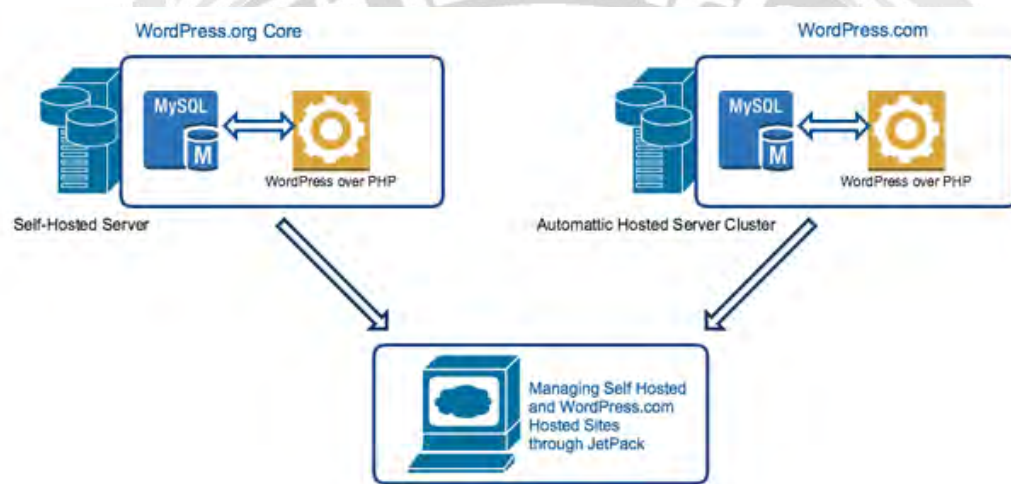 WordPress.org Core
WordPress.com
MySQL
M
WordPress over PHP
Self-Hosted Server
MySQL
M
WordPress over PHP
Automattic Hosted Server Cluster
Managing Self Hosted
and WordPress.com
Hosted Sites
through JetPack